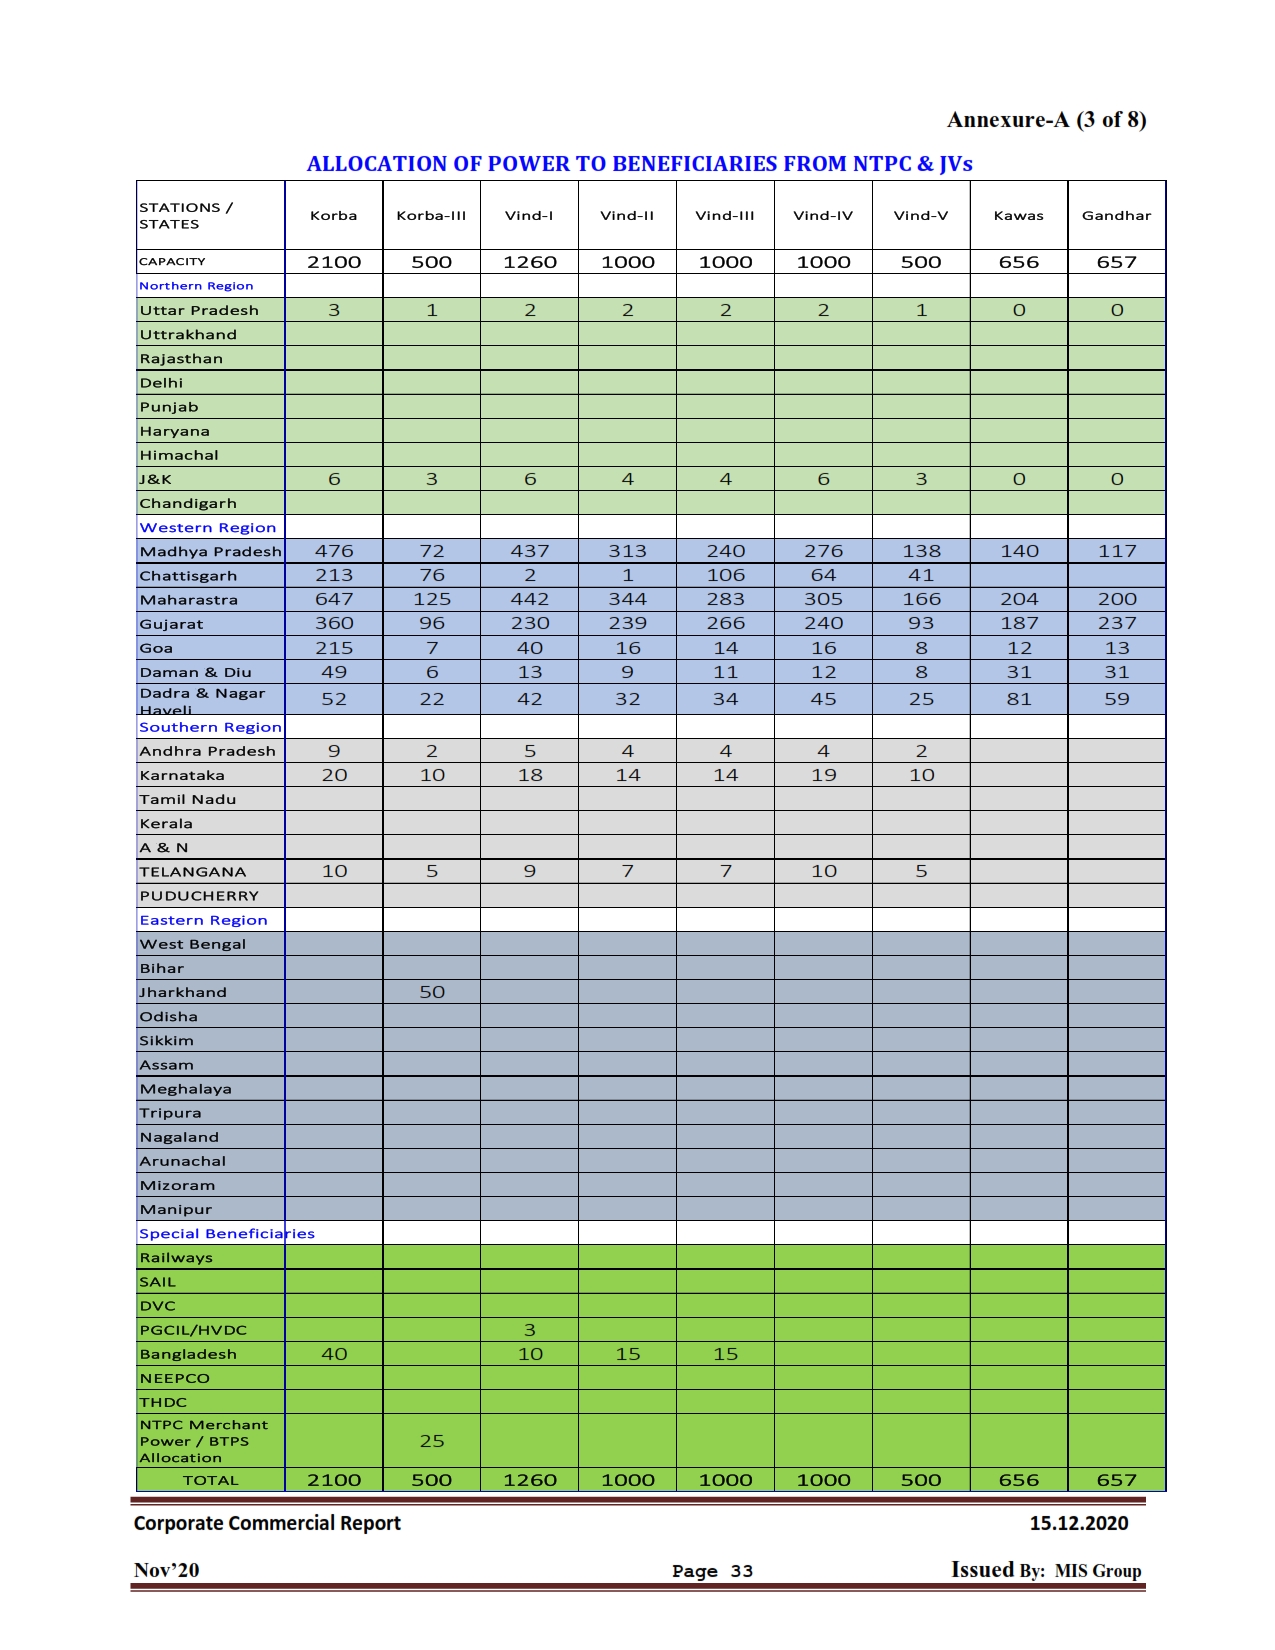 Annexure-A (3 of 8)
ALLOCATION OF POWER TO BENEFICIARIES FROM NTPC & JVs
STATIONS / STATES Korba Korba-III Vind-I Vind-II Vind-III Vind-IV Vind-V Kawas Gandhar
CAPACITY 2100 500 1260 1000 1000 1000 500 656 657
Northern Region
Uttar Pradesh 3 1 2 2 2 2 1 0 0
Uttrakhand
Rajasthan
Delhi
Punjab
Haryana
Himachal
J&K 6 3 6 4 4 6 3 0 0
Chandigarh
Western Region
Madhya Pradesh 476 72 437 313 240 276 138 140 117
Chattisgarh 213 76 2 1 106 64 41
Maharastra 647 125 442 344 283 305 166 204 200
Gujarat 360 96 230 239 266 240 93 187 237
Goa 215 7 40 16 14 16 8 12 13
Daman & Diu 49 6 13 9 11 12 8 31 31
Dadra & Nagar Haveli 52 22 42 32 34 45 25 81 59
Southern Region
Andhra Pradesh 9 2 5 4 4 4 2
Karnataka 20 10 18 14 14 19 10
Tamil Nadu
Kerala
A & N
TELANGANA 10 5 9 7 7 10 5
PUDUCHERRY
Eastern Region
West Bengal
Bihar
Jharkhand 50
Odisha
Sikkim
Assam
Meghalaya
Tripura
Nagaland
Arunachal
Mizoram
Manipur
Special Beneficiaries
Railways
SAIL
DVC
PGCIL/HVDC 3
Bangladesh 40 10 15 15
NEEPCO
THDC
NTPC Merchant
Power / BTPS 25
Allocation
TOTAL 2100 500 1260 1000 1000 1000 500 656 657
Corporate Commercial Report 15.12.2020
Nov’20 Page 33 Issued By: MIS Group